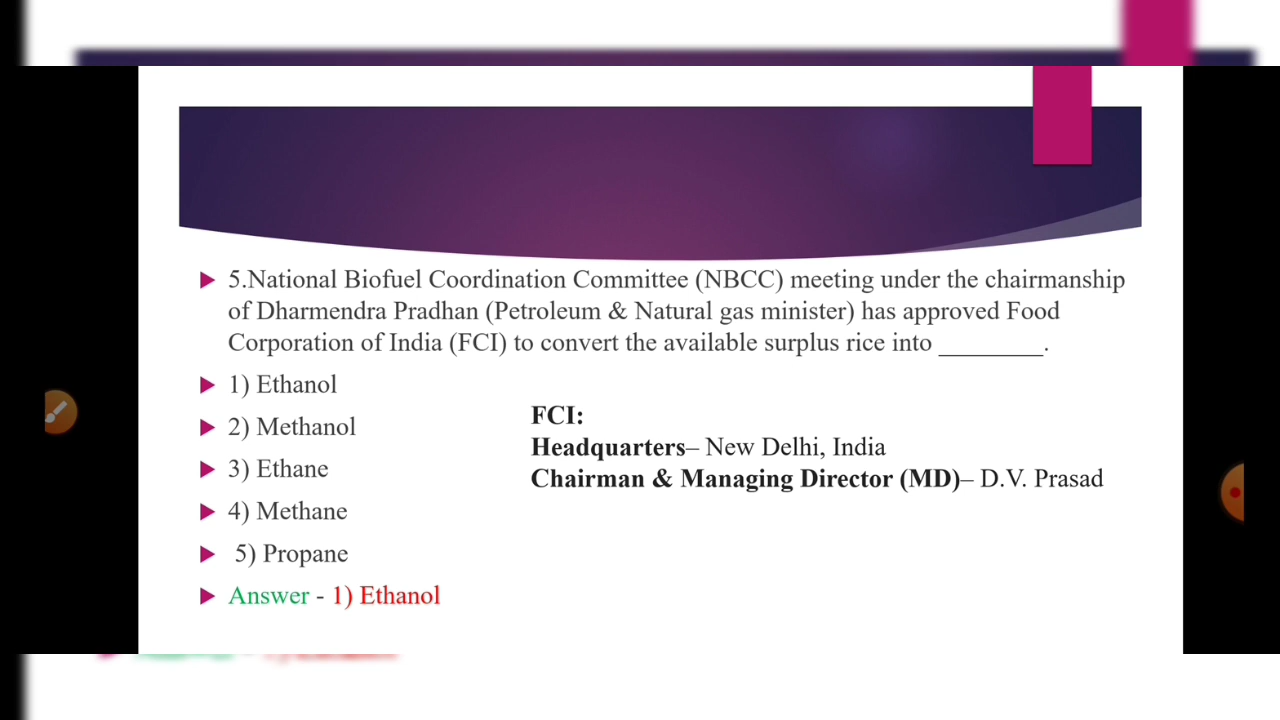 5.National Biofuel Coordination Committee (NBCC) meeting under the chairmanship
of Dharmendra Pradhan (Petroleum & Natural gas minister) has approved Food
Corporation of India (FCI) to convert the available surplus rice into ________.
1) Ethanol
2) Methanol
3) Ethane
4) Methane
5) Propane
Answer - 1) Ethanol
FCI:
Headquarters– New Delhi, India
Chairman & Managing Director (MD)– D.V. Prasad